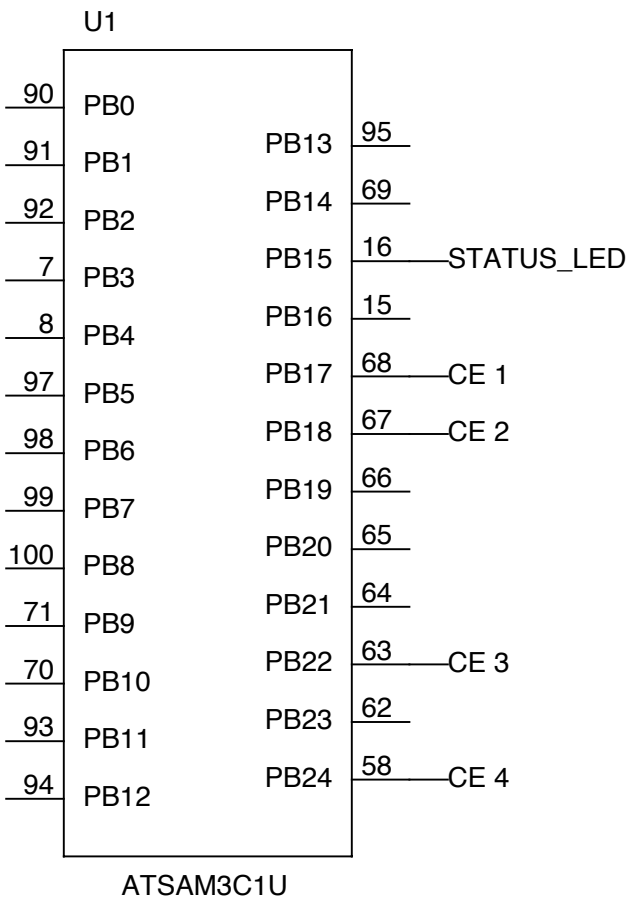 U1
90 PB0
91 PB1
92 PB2
7 PB3
8 PB4
97 PB5
98 PB6
99 PB7
100 PB8
71 PB9
70 PB10
93 PB11
94 PB12
PB13 95
PB14 69
PB15 16 STATUS_LED
PB16 15
PB17 68 CE 1
PB18 67 CE 2
PB19 66
PB20 65
PB21 64
PB22 63 CE 3
PB23 62
PB24 58 CE 4
ATSAM3C1U